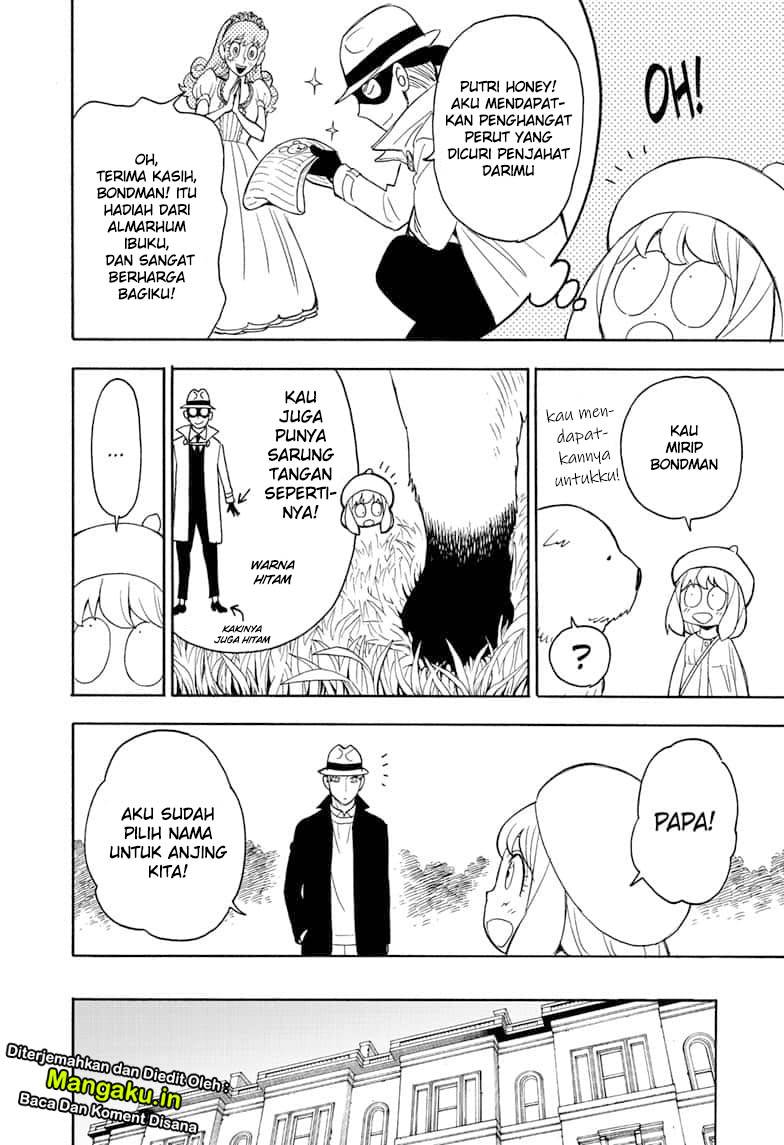 OH!
PUTRI HONEY!
AKU MENDAPAT-
KAN PENGHANGAT
PERUT YANG
DICURI PENJAHAT
DARIMU
OH,
TERIMA KASIH,
BONDMAN! ITU
HADIAH DARI
ALMARHUM
IBUKU,
DAN SANGAT
BERHARGA
BAGIKU!
KAU
MIRIP
BONDMAN
kau men-
dapat-
kannya
untukku!
?
KAU
JUGA
PUNYA
SARUNG
TANGAN
SEPERTI-
NYA!
WARNA
HITAM
KAKINYA
JUGA HITAM
...
PAPA!
AKU SUDAH
PILIH NAMA
UNTUK ANJING
KITA!
Diterjemahkan dan Diedit Oleh :
Mangaku.in
Baca Dan Koment Disana